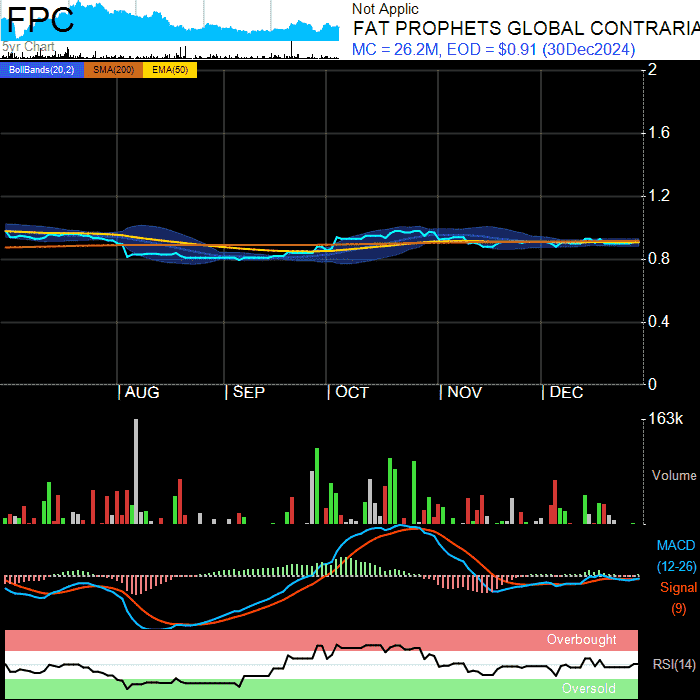 FPC
5yr Chart
Not Applic
FAT PROPHETS GLOBAL CONTRARIA
MC = 26.2M, EOD = $0.91 (30Dec2024)
BollBands(20,2) SMA(200) EMA(50)
2
1.6
1.2
0.8
0.4
0
AUG SEP OCT NOV DEC
163k
Volume
MACD
(12-26)
Signal
(9)
Overbought
RSI(14)
Oversold